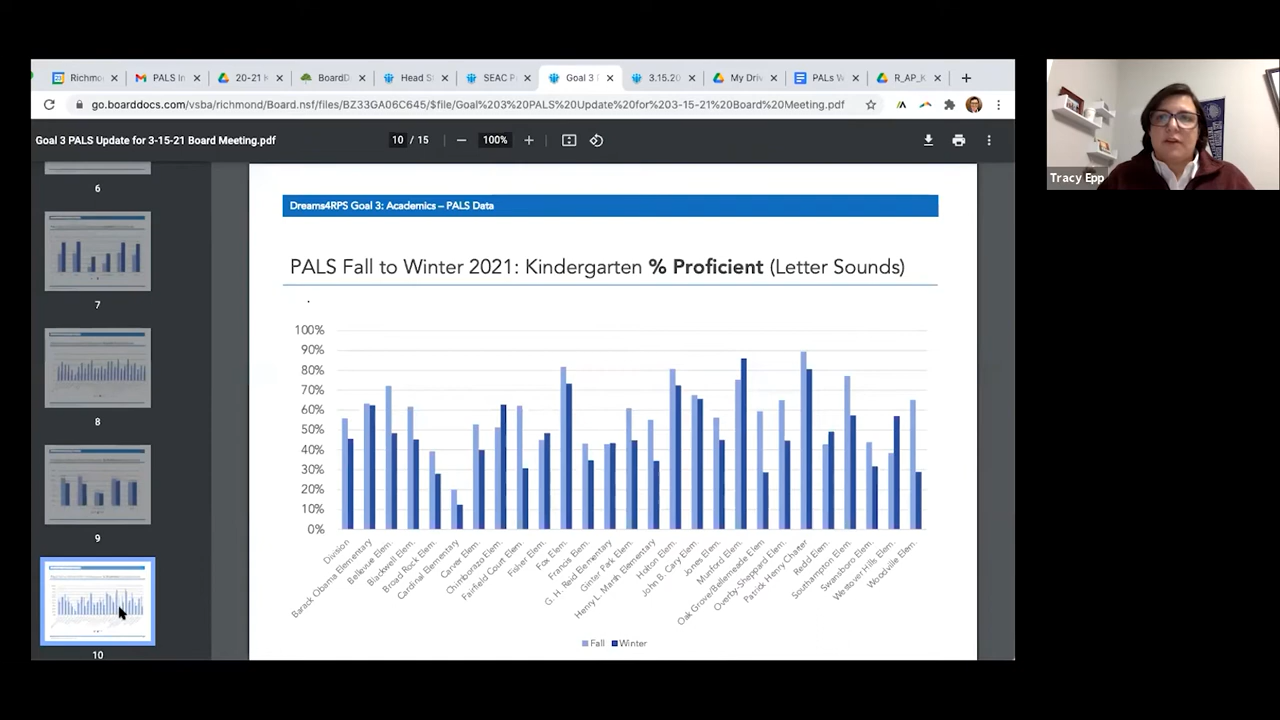 Richmo
PALS In
20-21 K
BoardD
Head S
SEAC P
Goal 3
3.15.20
My Driv
PALs W
R_AP_K
go.boarddocs.com/vsba/richmond/Board.nsf/files/BZ33GA06C645/$file/Goal%203%20PALS%20Update%20for%203-15-21%20Board%20Meeting.pdf
Goal 3 PALS Update for 3-15-21 Board Meeting.pdf
10 / 15
100%
6
7
8
9
10
Dreams4RPS Goal 3: Academics – PALS Data
PALS Fall to Winter 2021: Kindergarten % Proficient (Letter Sounds)
100%
90%
80%
70%
60%
50%
40%
30%
20%
10%
0%
Division
Barack Obama Elementary
Bellevue Elem.
Blackwell Elem.
Broad Rock Elem.
Cardinal Elementary
Carver Elem.
Chimborazo Elem.
Fairfield Court Elem.
Fisher Elem.
Fox Elem.
Francis Elem.
G. H. Reid Elementary
Ginter Park Elem.
Henry L. Marsh Elementary
Holton Elem.
John B. Cary Elem.
Jones Elem.
Munford Elem.
Oak Grove/Bellemeade Elem
Overby-Sheppard Elem.
Patrick Henry Charter
Redd Elem.
Southampton Elem.
Swansboro Elem.
Westover Hills Elem.
Woodville Elem.
Fall
Winter
Tracy Epp